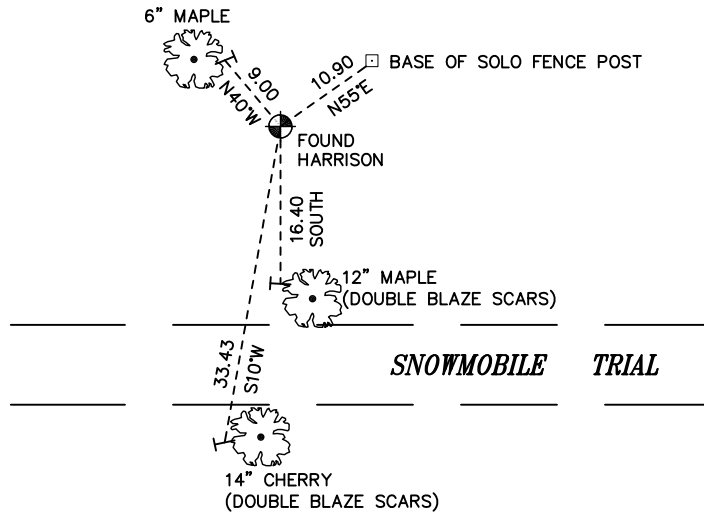 6" MAPLE
9.00
N40°W
10.90
N55°E
BASE OF SOLO FENCE POST
FOUND
HARRISON
16.40
SOUTH
12" MAPLE
(DOUBLE BLAZE SCARS)
33.43
S10°W
SNOWMOBILE TRIAL
14" CHERRY
(DOUBLE BLAZE SCARS)